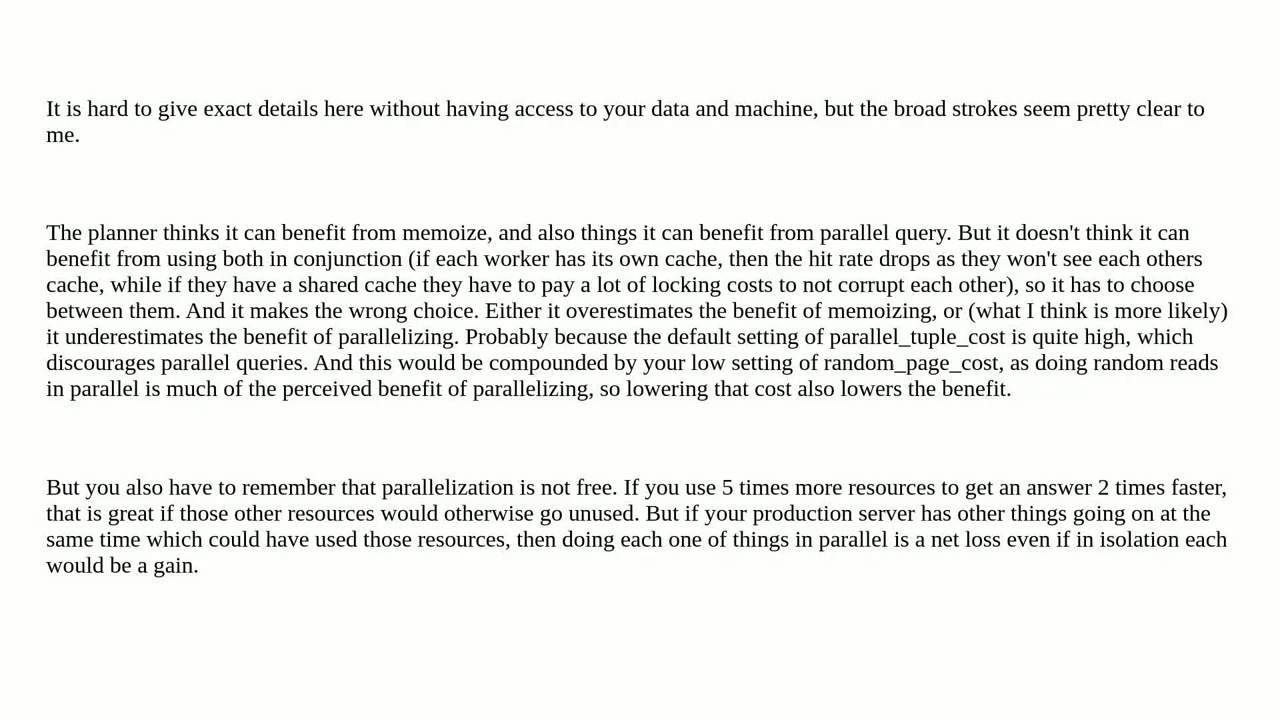 It is hard to give exact details here without having access to your data and machine, but the broad strokes seem pretty clear to
me.
The planner thinks it can benefit from memoize, and also things it can benefit from parallel query. But it doesn't think it can
benefit from using both in conjunction (if each worker has its own cache, then the hit rate drops as they won't see each others
cache, while if they have a shared cache they have to pay a lot of locking costs to not corrupt each other), so it has to choose
between them. And it makes the wrong choice. Either it overestimates the benefit of memoizing, or (what I think is more likely)
it underestimates the benefit of parallelizing. Probably because the default setting of parallel_tuple_cost is quite high, which
discourages parallel queries. And this would be compounded by your low setting of random_page_cost, as doing random reads
in parallel is much of the perceived benefit of parallelizing, so lowering that cost also lowers the benefit.
But you also have to remember that parallelization is not free. If you use 5 times more resources to get an answer 2 times faster,
that is great if those other resources would otherwise go unused. But if your production server has other things going on at the
same time which could have used those resources, then doing each one of things in parallel is a net loss even if in isolation each
would be a gain.